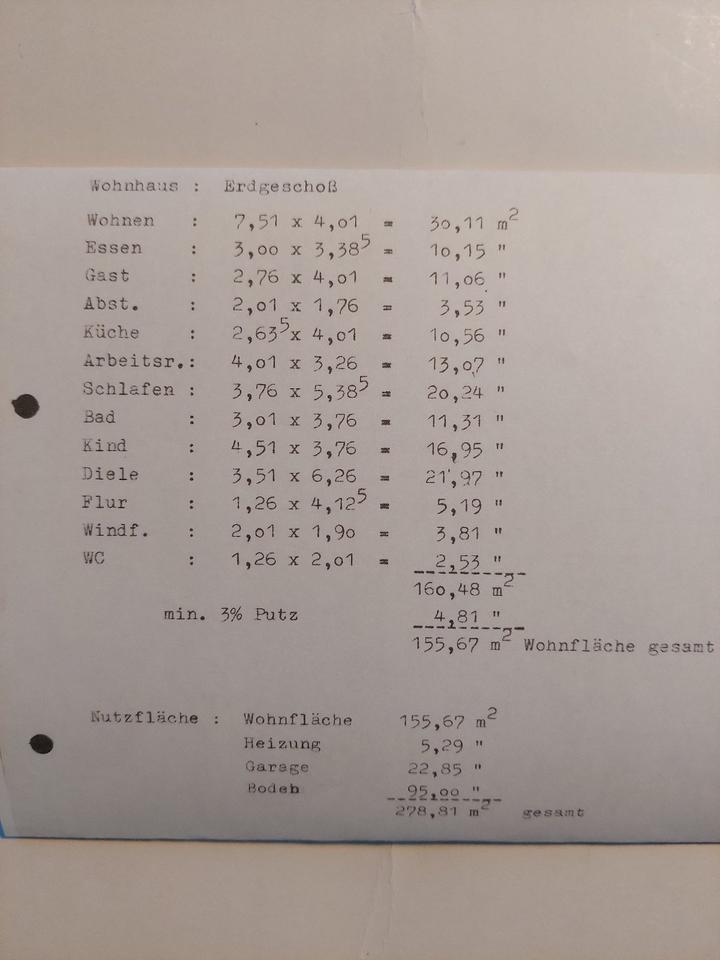 Wohnhaus : Erdgeschoß
Wohnen : 7,51 x 4,01 = 30,11 m²
Essen : 3,00 x 3,38⁵ = 10,15 "
Gast : 2,76 x 4,01 = 11,06 "
Abst. : 2,01 x 1,76 = 3,53 "
Küche : 2,63⁵x 4,01 = 10,56 "
Arbeitsr.: 4,01 x 3,26 = 13,07 "
Schlafen : 3,76 x 5,38⁵ = 20,24 "
Bad : 3,01 x 3,76 = 11,31 "
Kind : 4,51 x 3,76 = 16,95 "
Diele : 3,51 x 6,26 = 21,97 "
Flur : 1,26 x 4,12⁵ = 5,19 "
Windf. : 2,01 x 1,90 = 3,81 "
WC : 1,26 x 2,01 = 2,53 "
160,48 m²
min. 3% Putz 4,81 "
155,67 m² Wohnfläche gesamt
Nutzfläche : Wohnfläche 155,67 m²
Heizung 5,29 "
Garage 22,85 "
Bodeh 95,00 "
278,81 m² gesamt